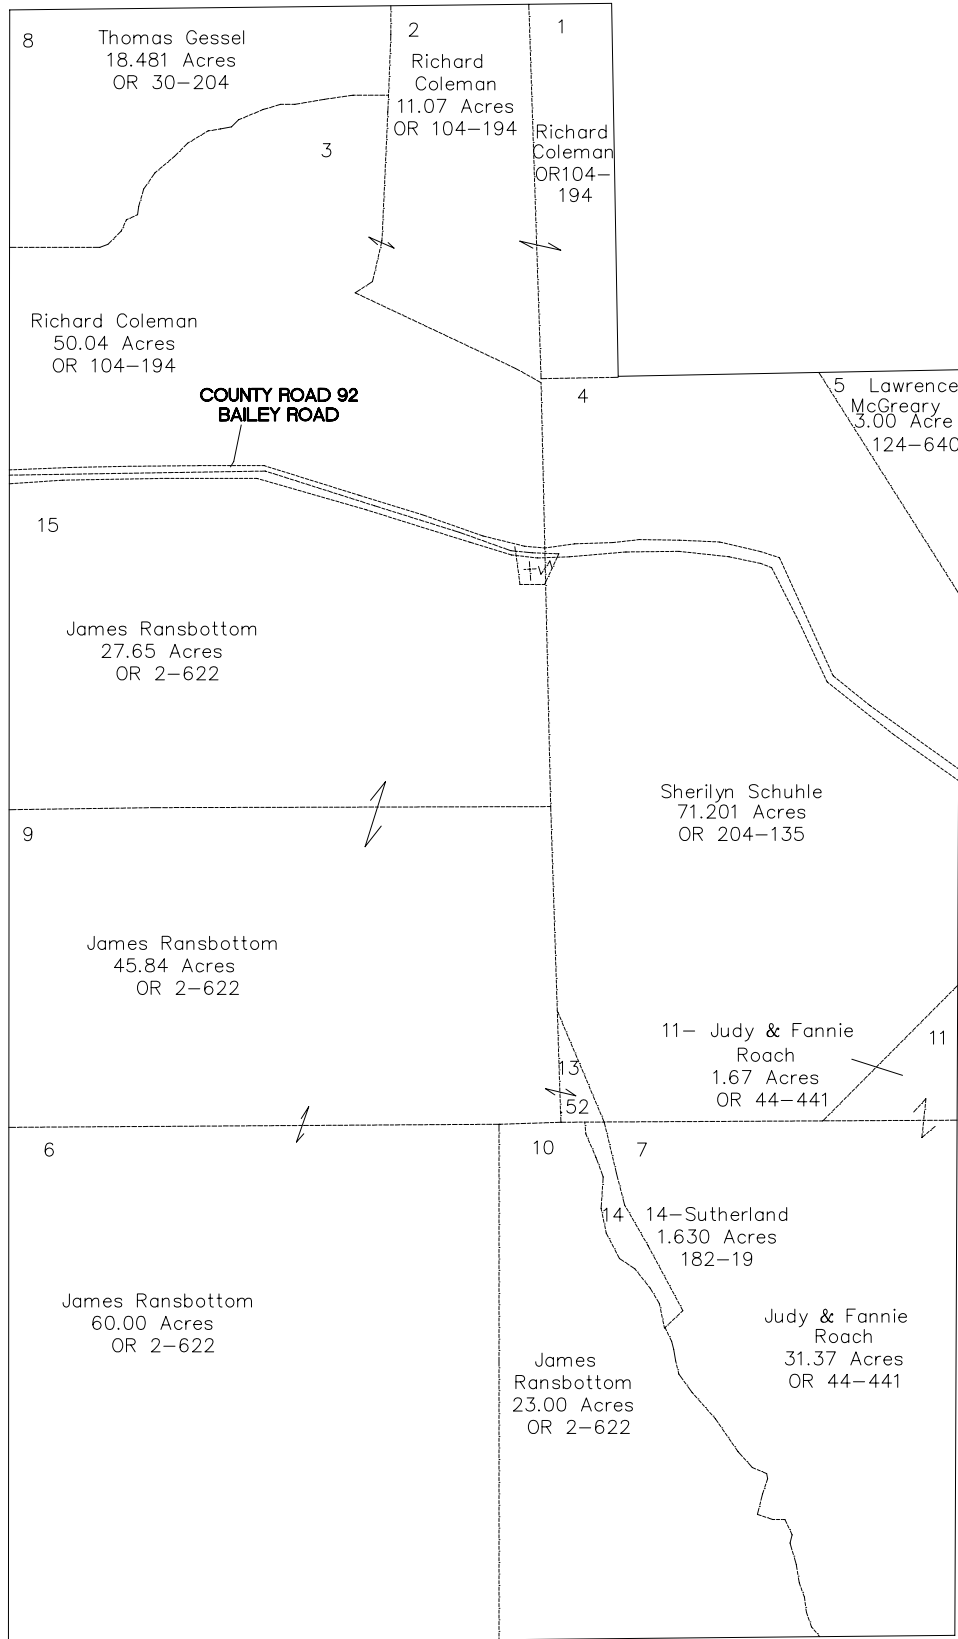 8
Thomas Gessel
18.481 Acres
OR 30-204
2
Richard
Coleman
11.07 Acres
OR 104-194
1
Richard
Coleman
OR104-
194
3
Richard Coleman
50.04 Acres
OR 104-194
COUNTY ROAD 92
BAILEY ROAD
4
5 Lawrence
McGreary
3.00 Acre
124-640
15
James Ransbottom
27.65 Acres
OR 2-622
Sherilyn Schuhle
71.201 Acres
OR 204-135
9
James Ransbottom
45.84 Acres
OR 2-622
11- Judy & Fannie
Roach
1.67 Acres
OR 44-441
11
13
52
6
10
7
14
14-Sutherland
1.630 Acres
182-19
James Ransbottom
60.00 Acres
OR 2-622
James
Ransbottom
23.00 Acres
OR 2-622
Judy & Fannie
Roach
31.37 Acres
OR 44-441